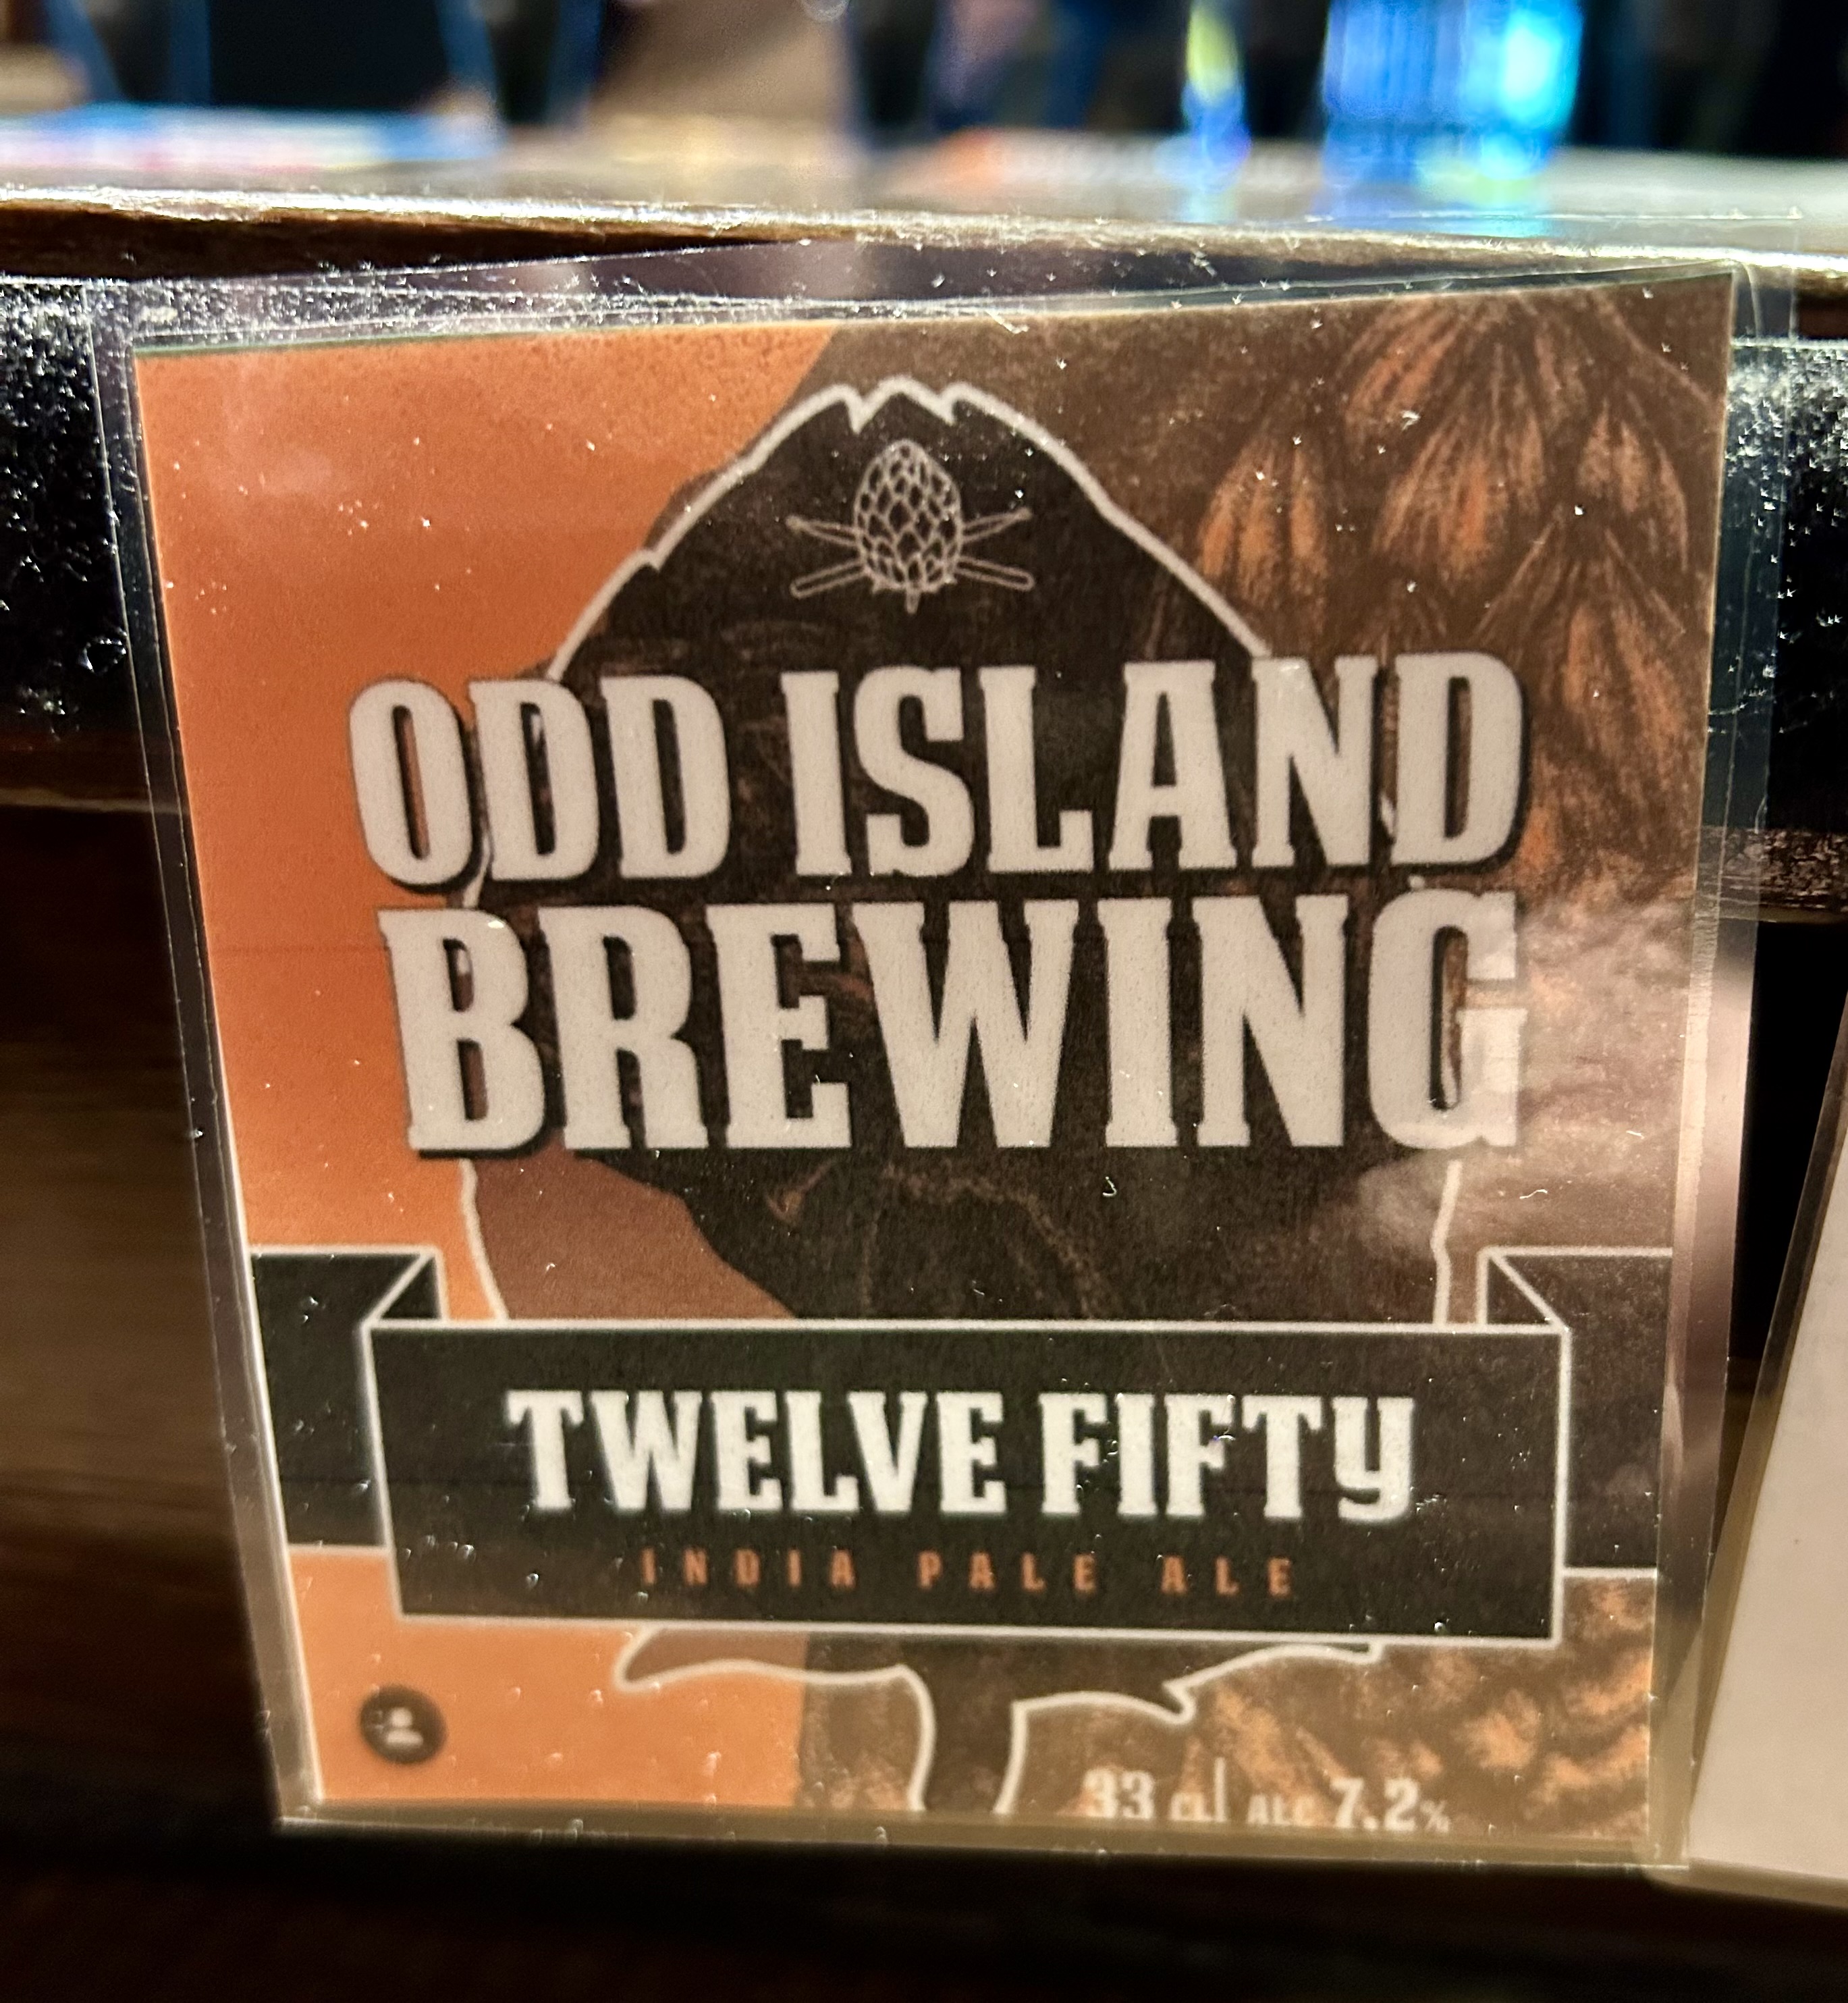 ODD ISLAND
BREWING
TWELVE FIFTY
INDIA PALE ALE
33 CL | ALC 7.2%